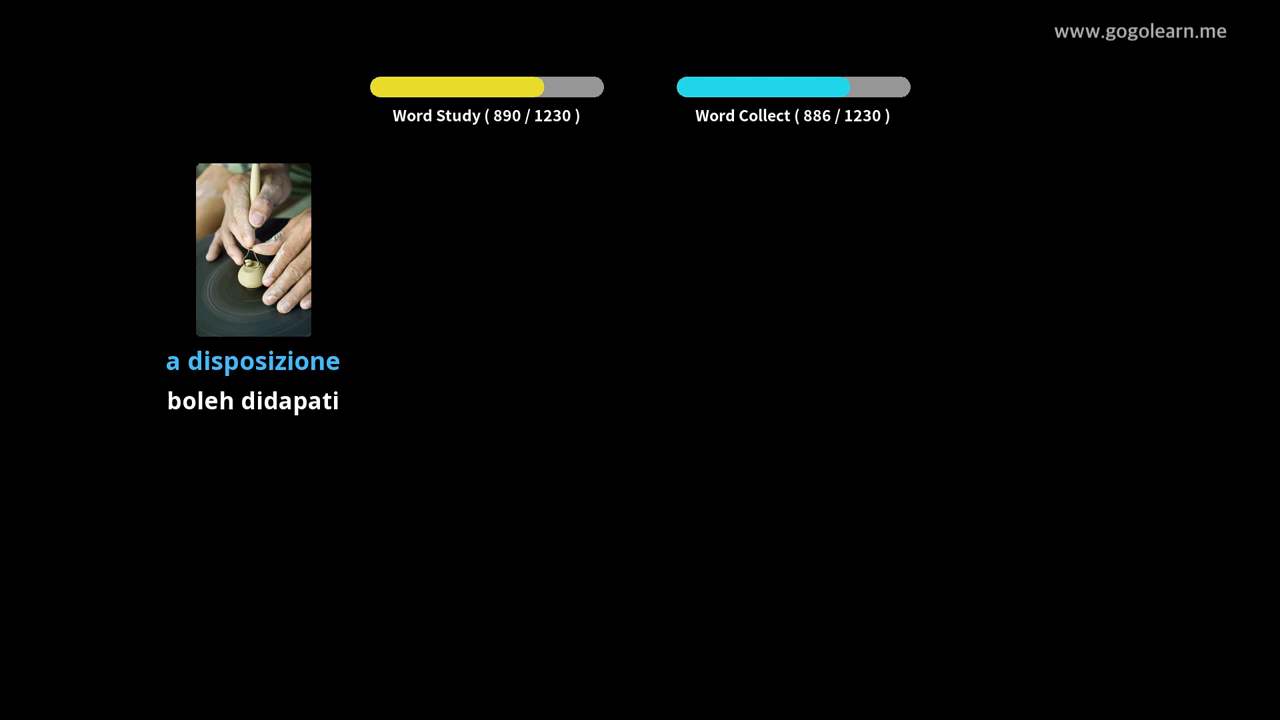 www.gogolearn.me
Word Study ( 890 / 1230 )
Word Collect ( 886 / 1230 )
a disposizione
boleh didapati